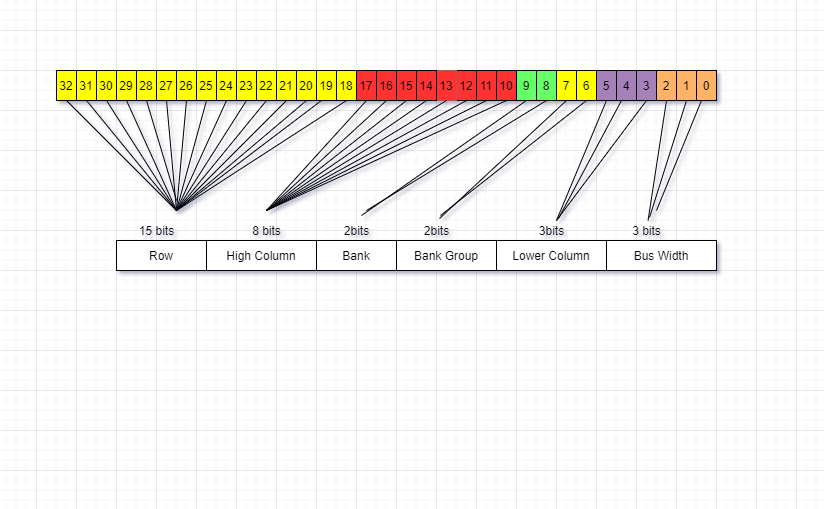 32 31 30 29 28 27 26 25 24 23 22 21 20 19 18 17 16 15 14 13 12 11 10 9 8 7 6 5 4 3 2 1 0
15 bits 8 bits 2bits 2bits 3bits 3 bits
Row High Column Bank Bank Group Lower Column Bus Width